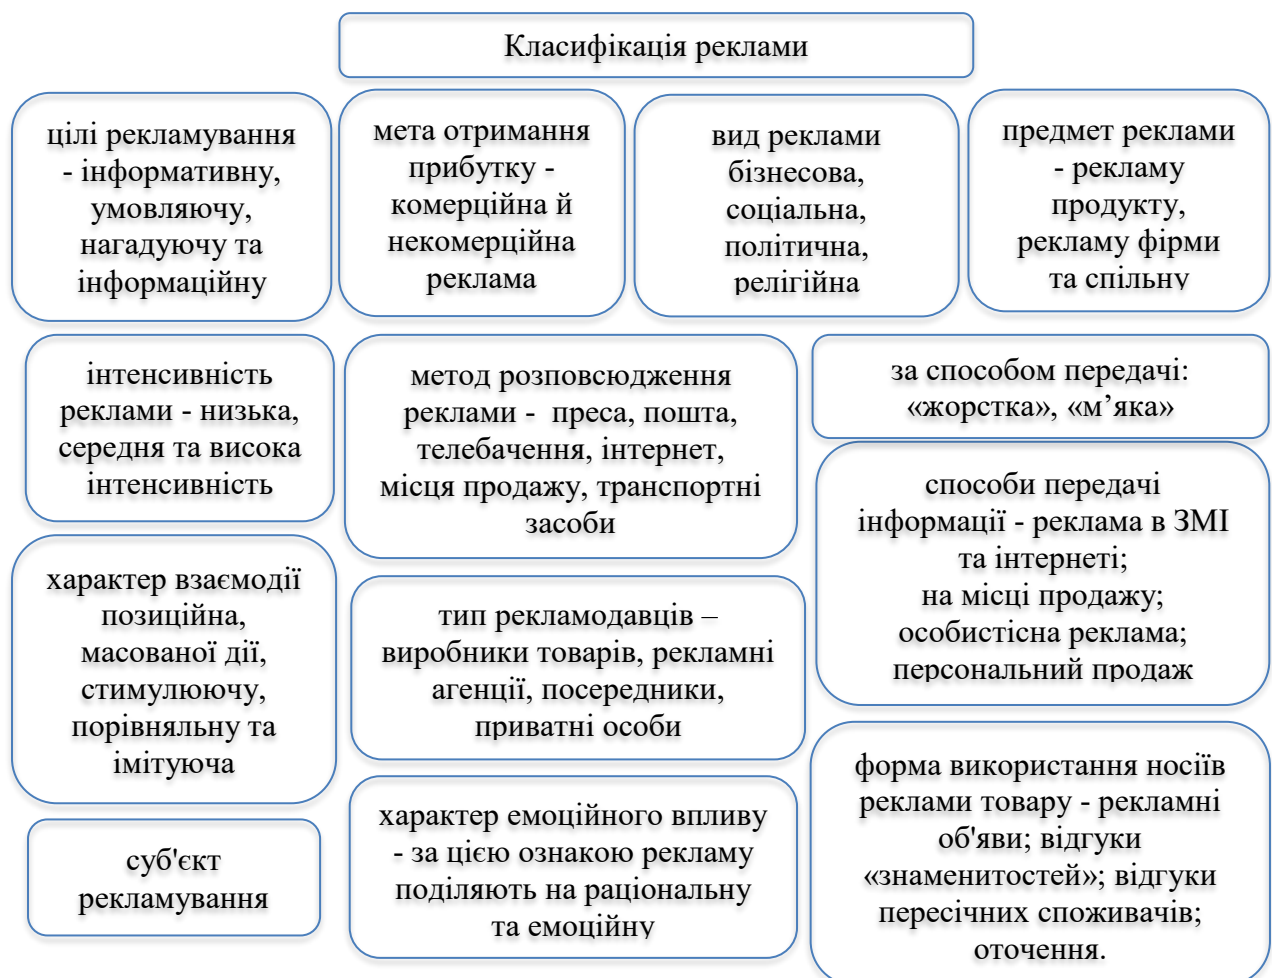 Класифікація реклами
цілі рекламування
- інформативну,
умовляючу,
нагадуючу та
інформаційну
мета отримання
прибутку -
комерційна й
некомерційна
реклама
вид реклами
бізнесова,
соціальна,
політична,
релігійна
предмет реклами
- рекламу
продукту,
рекламу фірми
та спільну
інтенсивність
реклами - низька,
середня та висока
інтенсивність
метод розповсюдження
реклами - преса, пошта,
телебачення, інтернет,
місця продажу, транспортні
засоби
за способом передачі:
«жорстка», «м’яка»
способи передачі
інформації - реклама в ЗМІ
та інтернеті;
на місці продажу;
особистісна реклама;
персональний продаж
характер взаємодії
позиційна,
масованої дії,
стимулюючу,
порівняльну та
імітуюча
тип рекламодавців –
виробники товарів, рекламні
агенції, посередники,
приватні особи
форма використання носіїв
реклами товару - рекламні
об'яви; відгуки
«знаменитостей»; відгуки
пересічних споживачів;
оточення.
суб'єкт
рекламування
характер емоційного впливу
- за цією ознакою рекламу
поділяють на раціональну
та емоційну